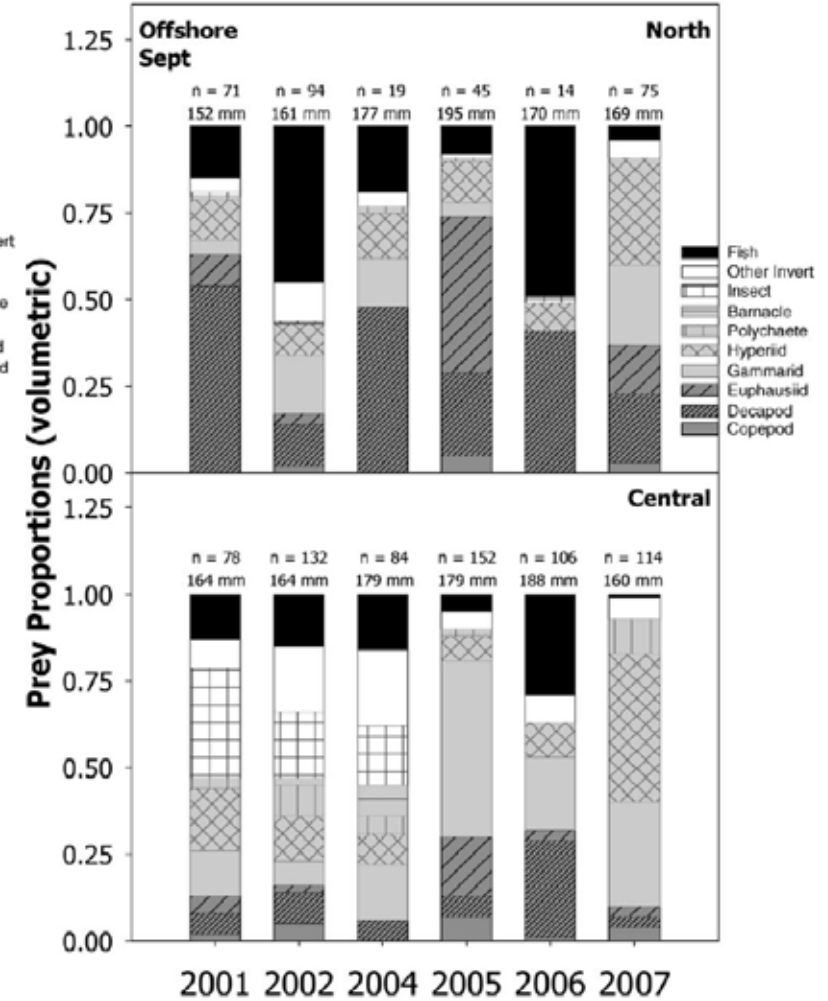 Offshore
Sept
North
n = 71 n = 94 n = 19 n = 45 n = 14 n = 75
152 mm 161 mm 177 mm 195 mm 170 mm 169 mm
1.25
1.00
0.75
0.50
0.25
0.00
Fish
Other Invert
Insect
Barnacle
Polychaete
Hyperiid
Gammarid
Euphausiid
Decapod
Copepod
Prey Proportions (volumetric)
Central
n = 78 n = 132 n = 84 n = 152 n = 106 n = 114
164 mm 164 mm 179 mm 179 mm 188 mm 160 mm
1.25
1.00
0.75
0.50
0.25
0.00
2001 2002 2004 2005 2006 2007